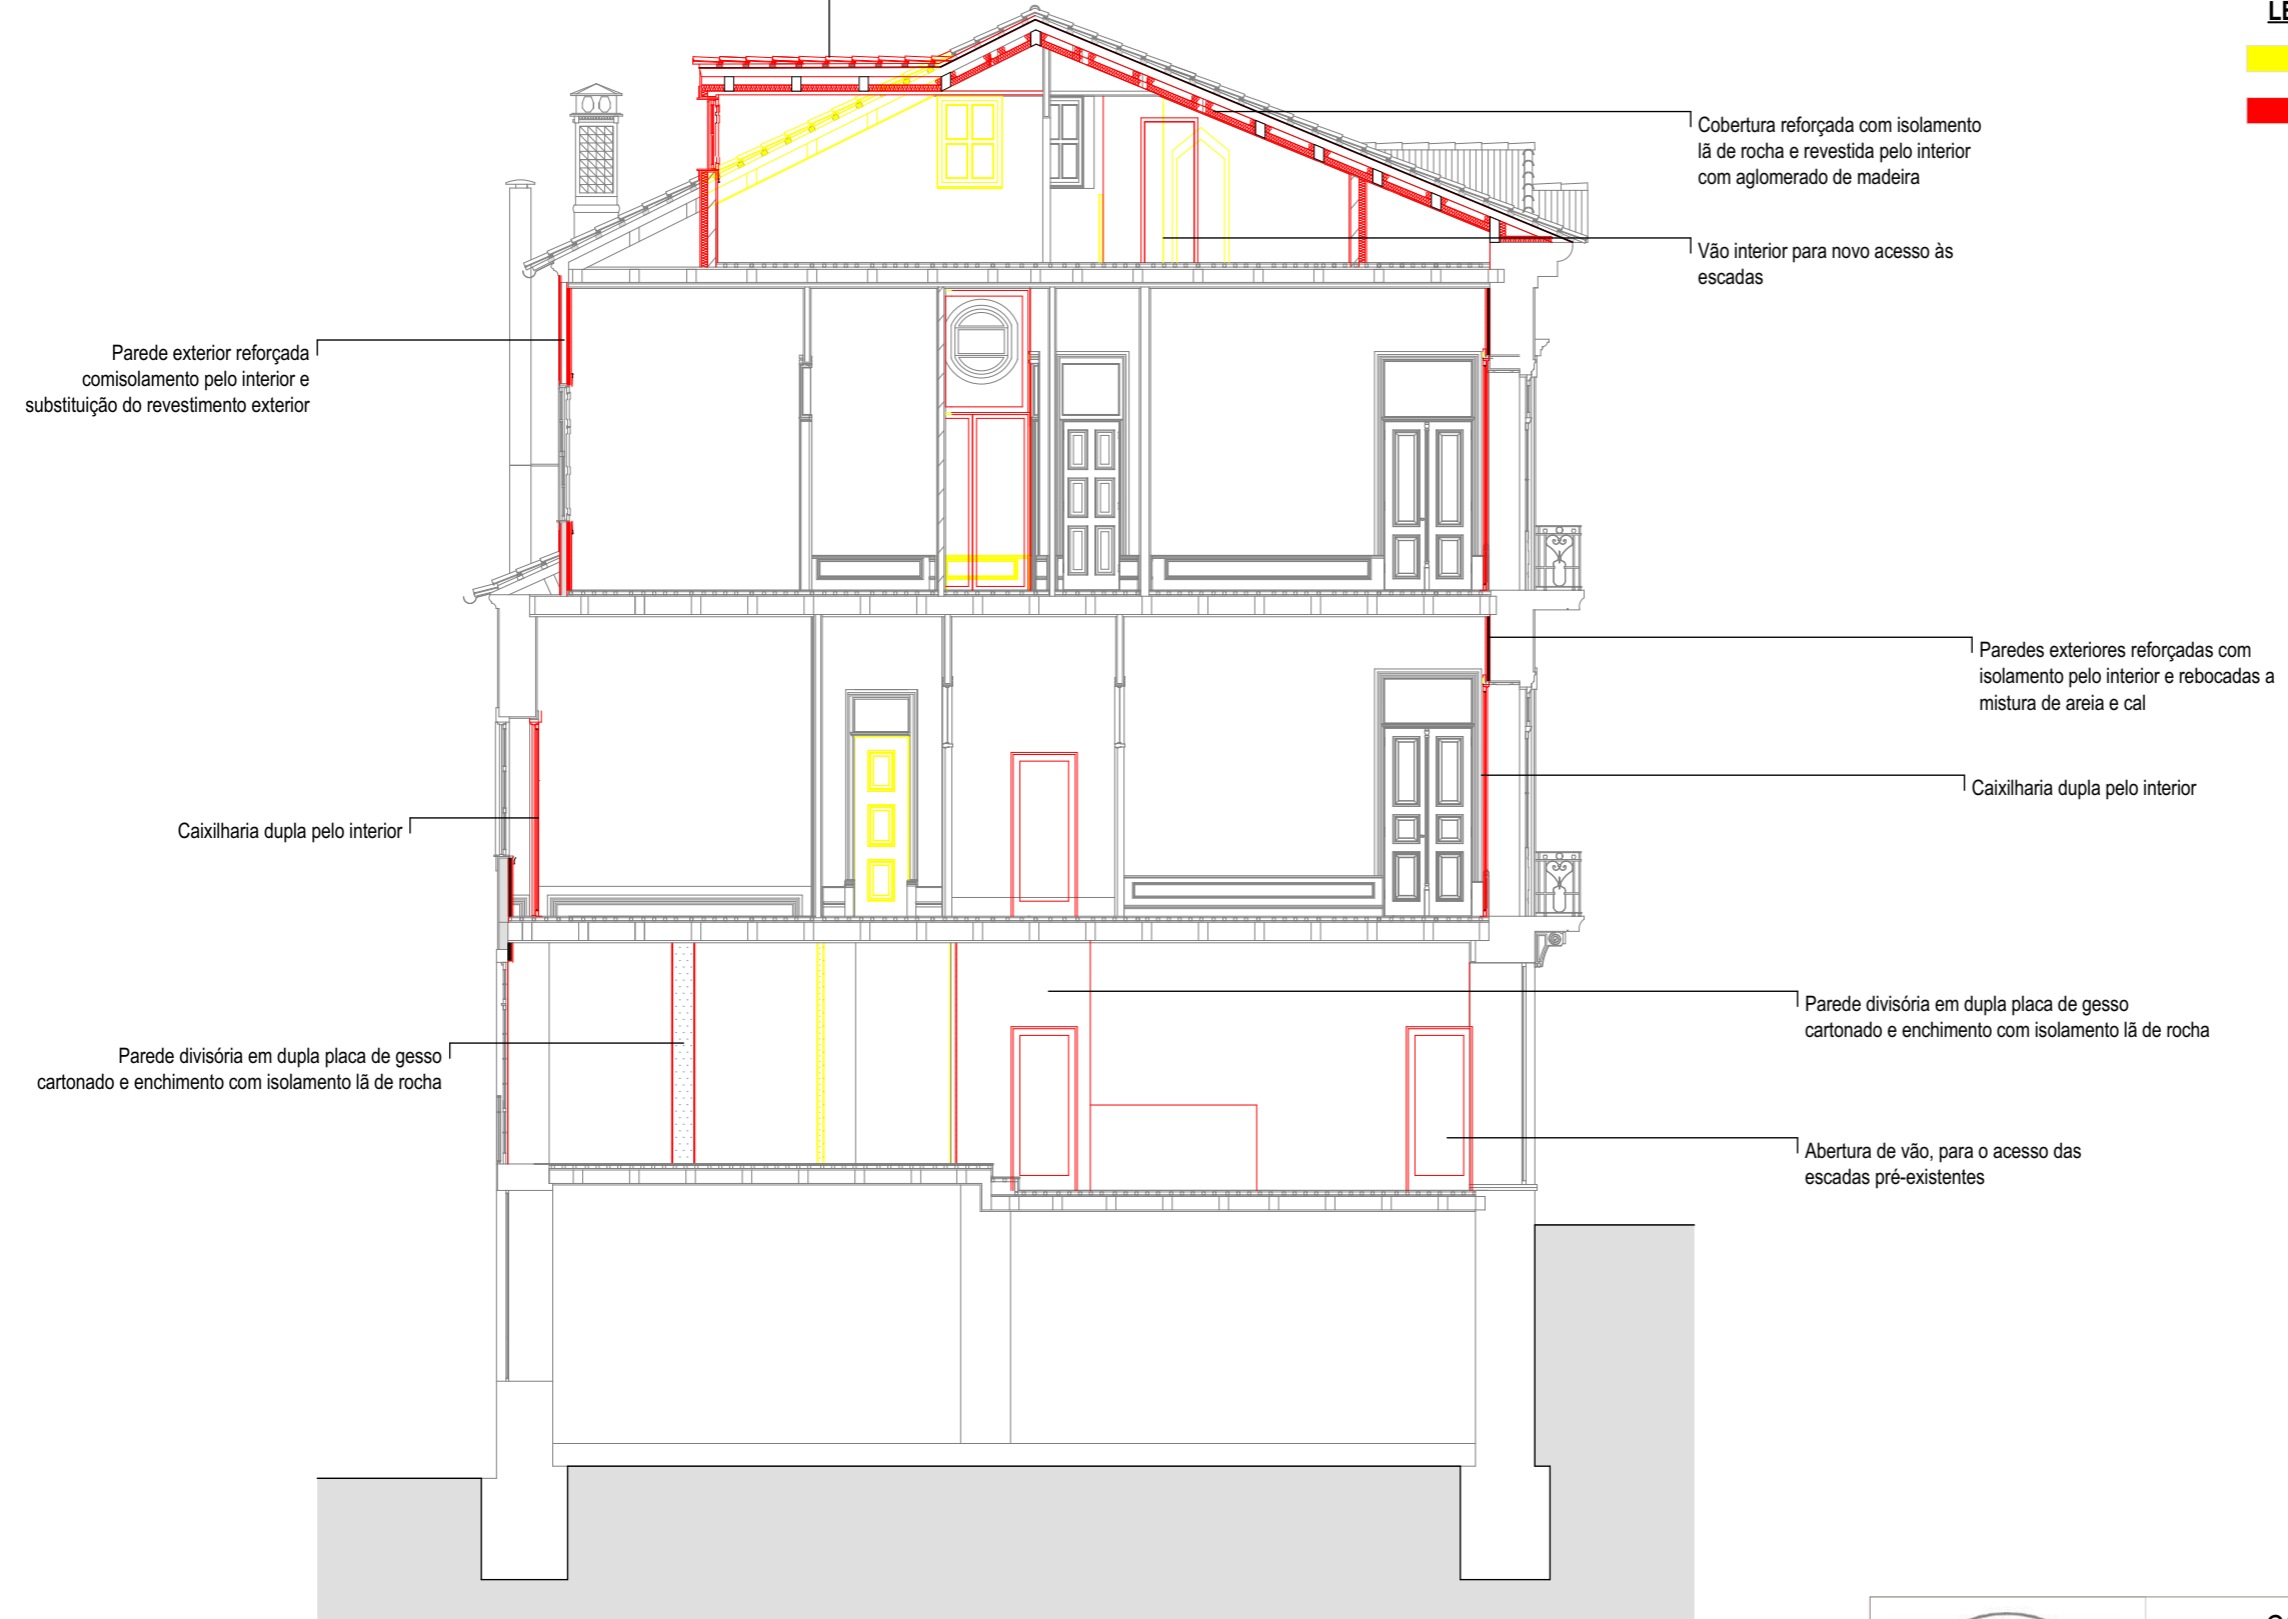 Cobertura reforçada com isolamento
lã de rocha e revestida pelo interior
com aglomerado de madeira
Vão interior para novo acesso às
escadas
Parede exterior reforçada
comisolamento pelo interior e
substituição do revestimento exterior
Paredes exteriores reforçadas com
isolamento pelo interior e rebocadas a
mistura de areia e cal
Caixilharia dupla pelo interior
Caixilharia dupla pelo interior
Parede divisória em dupla placa de gesso
cartonado e enchimento com isolamento lã de rocha
Parede divisória em dupla placa de gesso
cartonado e enchimento com isolamento lã de rocha
Abertura de vão, para o acesso das
escadas pré-existentes